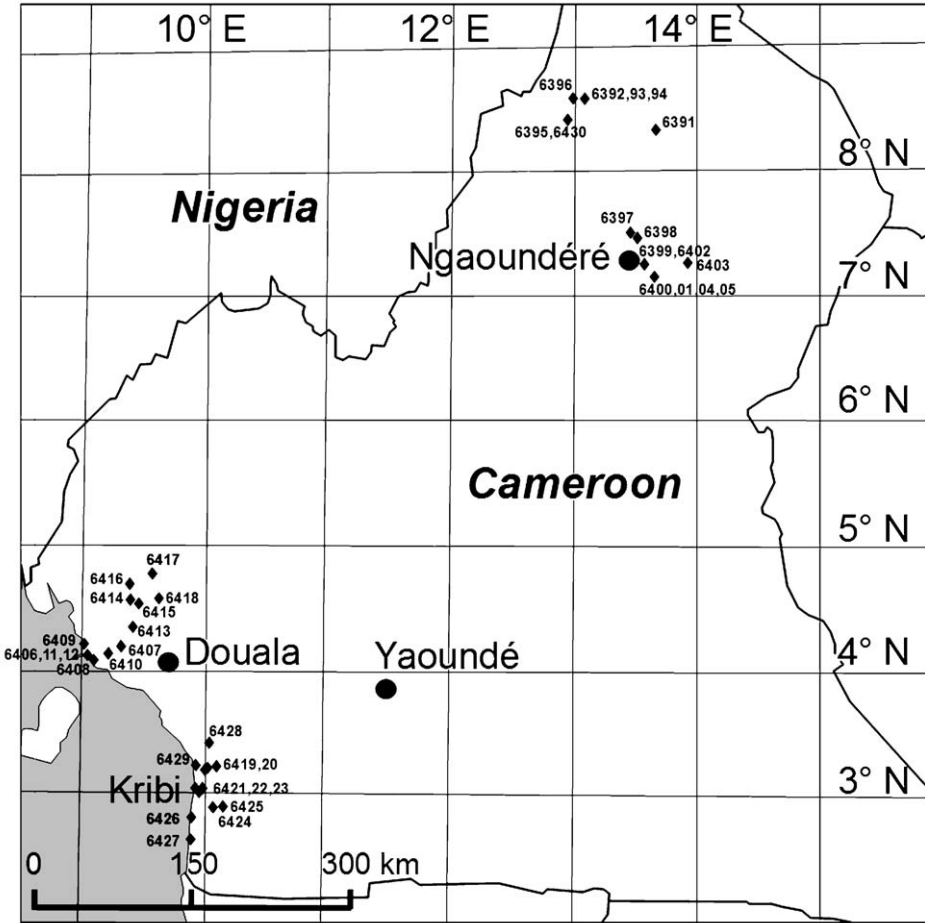 10° E
12° E
14° E
6396
6392,93,94
6391
6395,6430
8° N
Nigeria
6397
6398
Ngaoundéré
6399,6402
6403
7° N
6400,01,04,05
6° N
Cameroon
5° N
6417
6416
6414
6418
6415
6413
6409
6407
6406,11,12
Douala
Yaoundé
4° N
6410
6408
6428
6429
6419,20
Kribi
6421,22,23
3° N
6425
6426
6424
6427
0
150
300 km